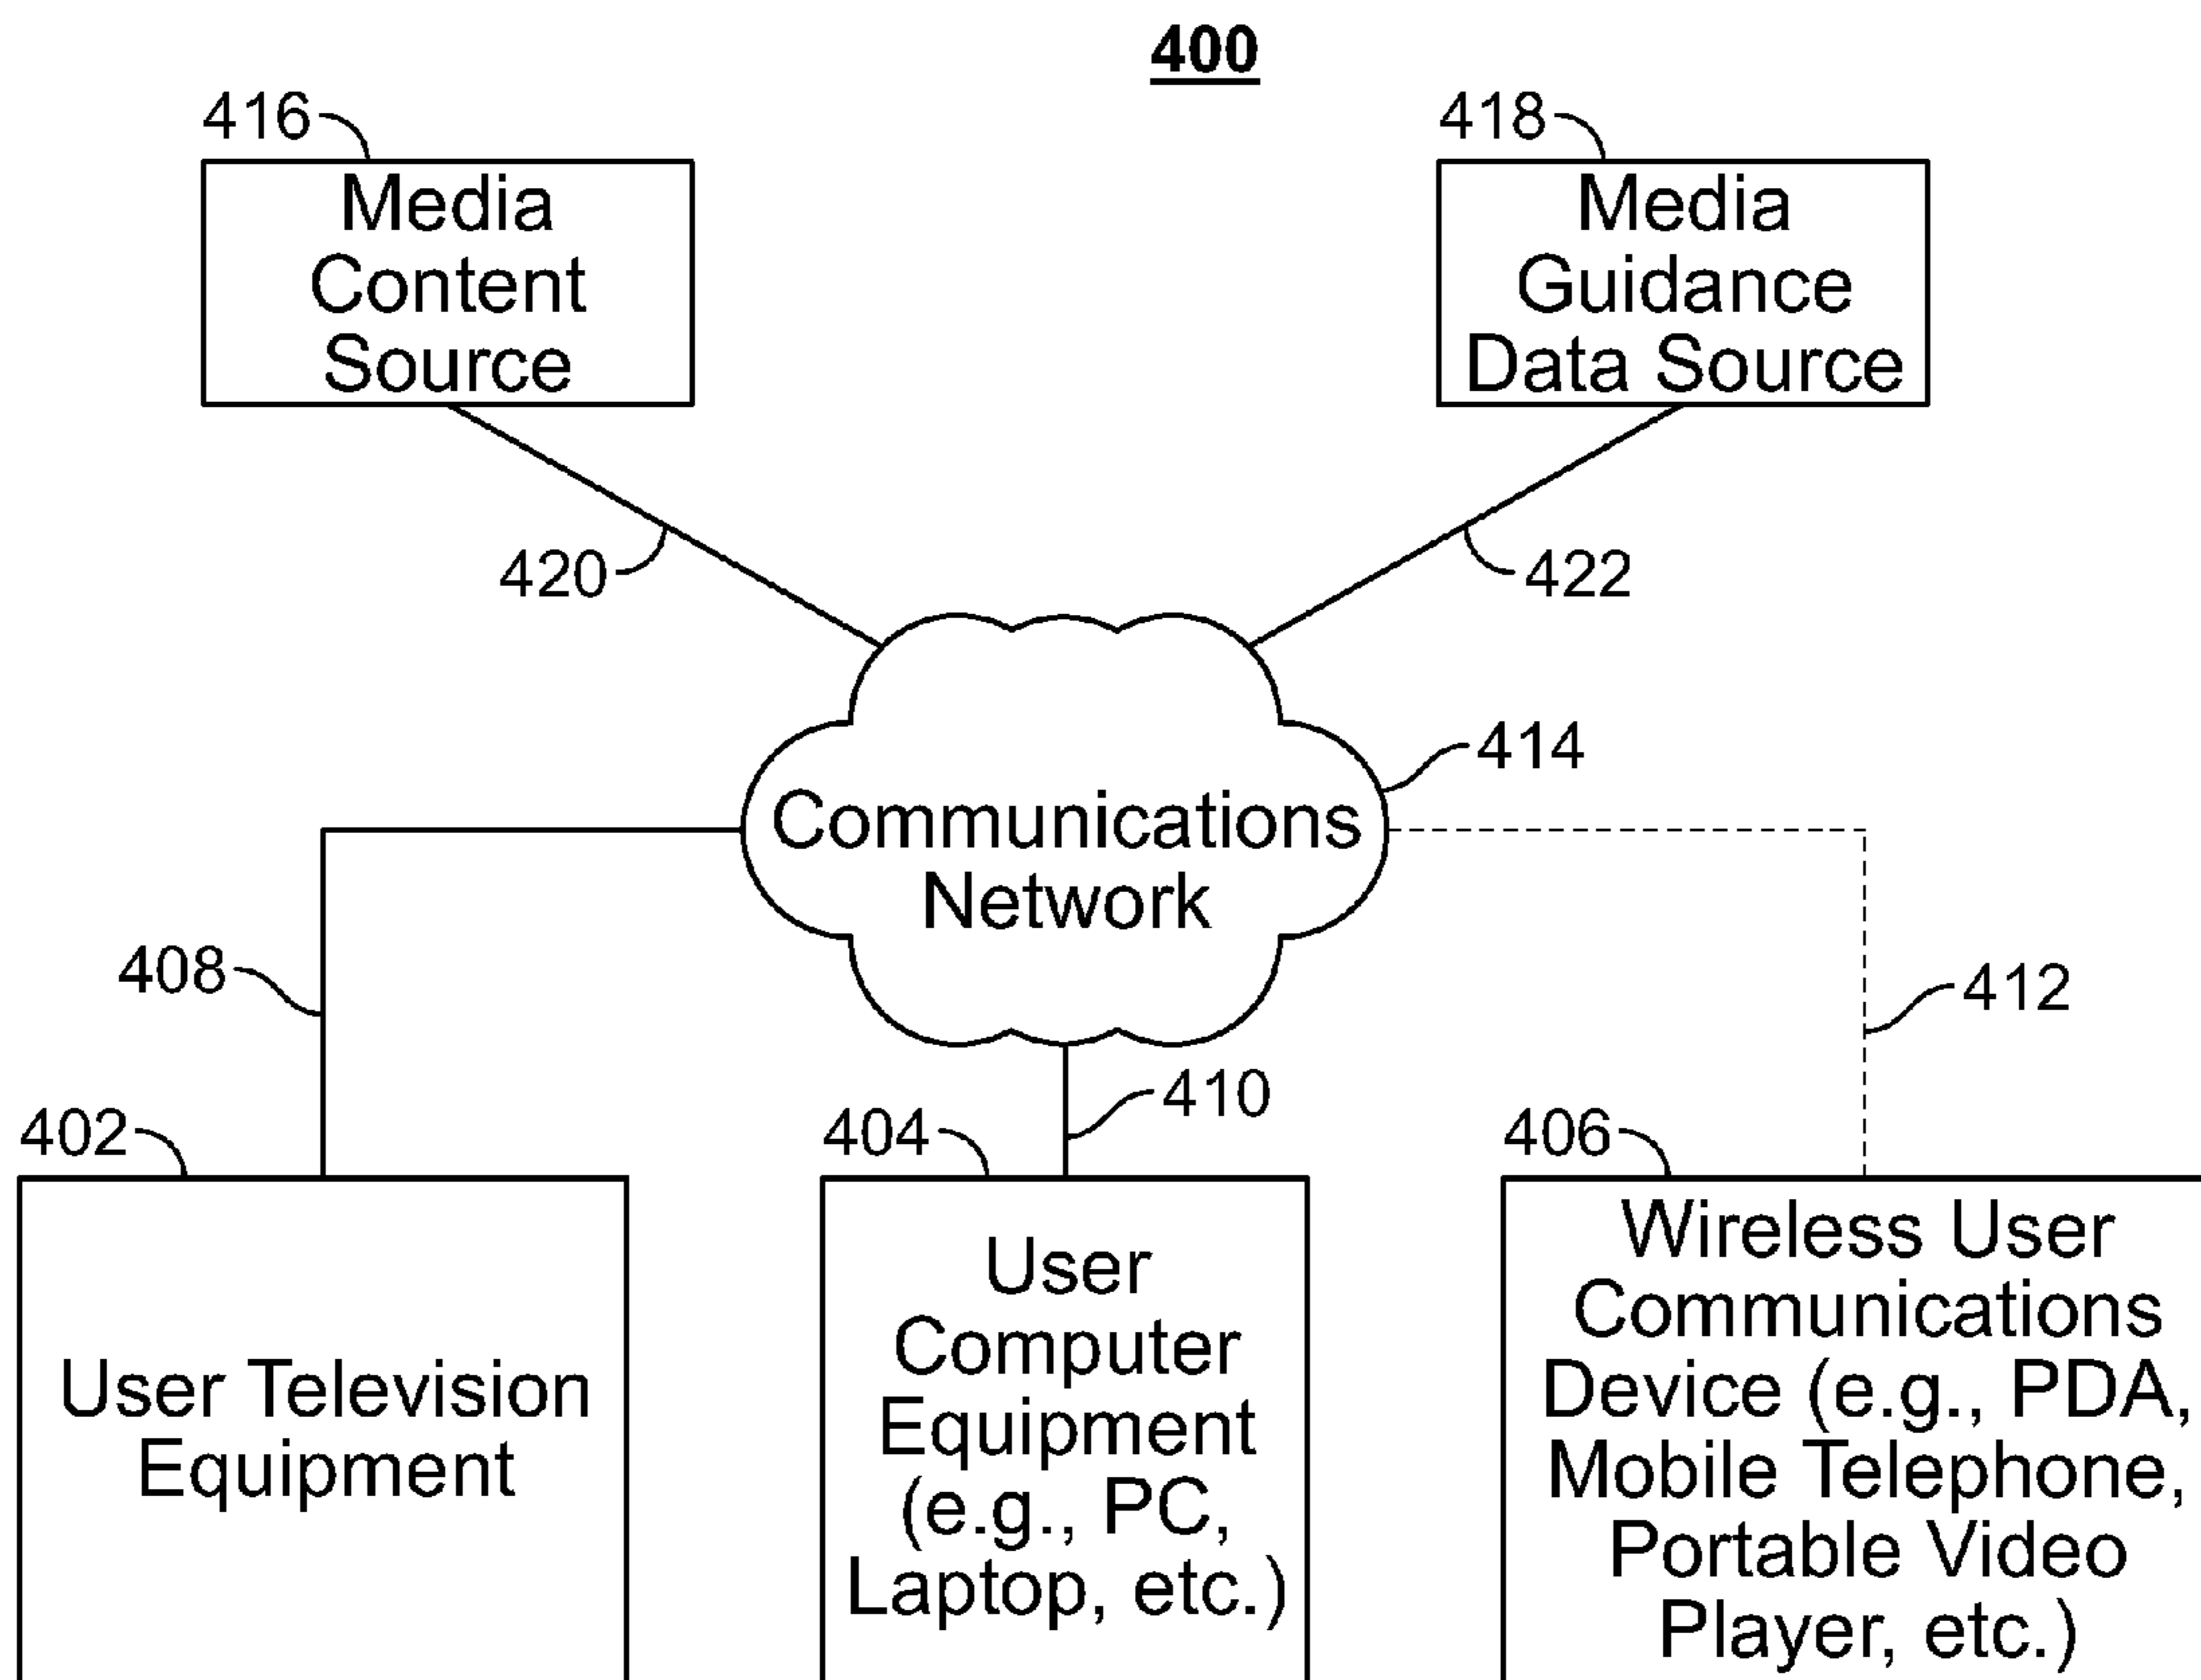 400
416
418
Media
Content
Source
Media
Guidance
Data Source
420
422
414
Communications
Network
408
412
410
402
404
406
User Television
Equipment
User
Computer
Equipment
(e.g., PC,
Laptop, etc.)
Wireless User
Communications
Device (e.g., PDA,
Mobile Telephone,
Portable Video
Player, etc.)